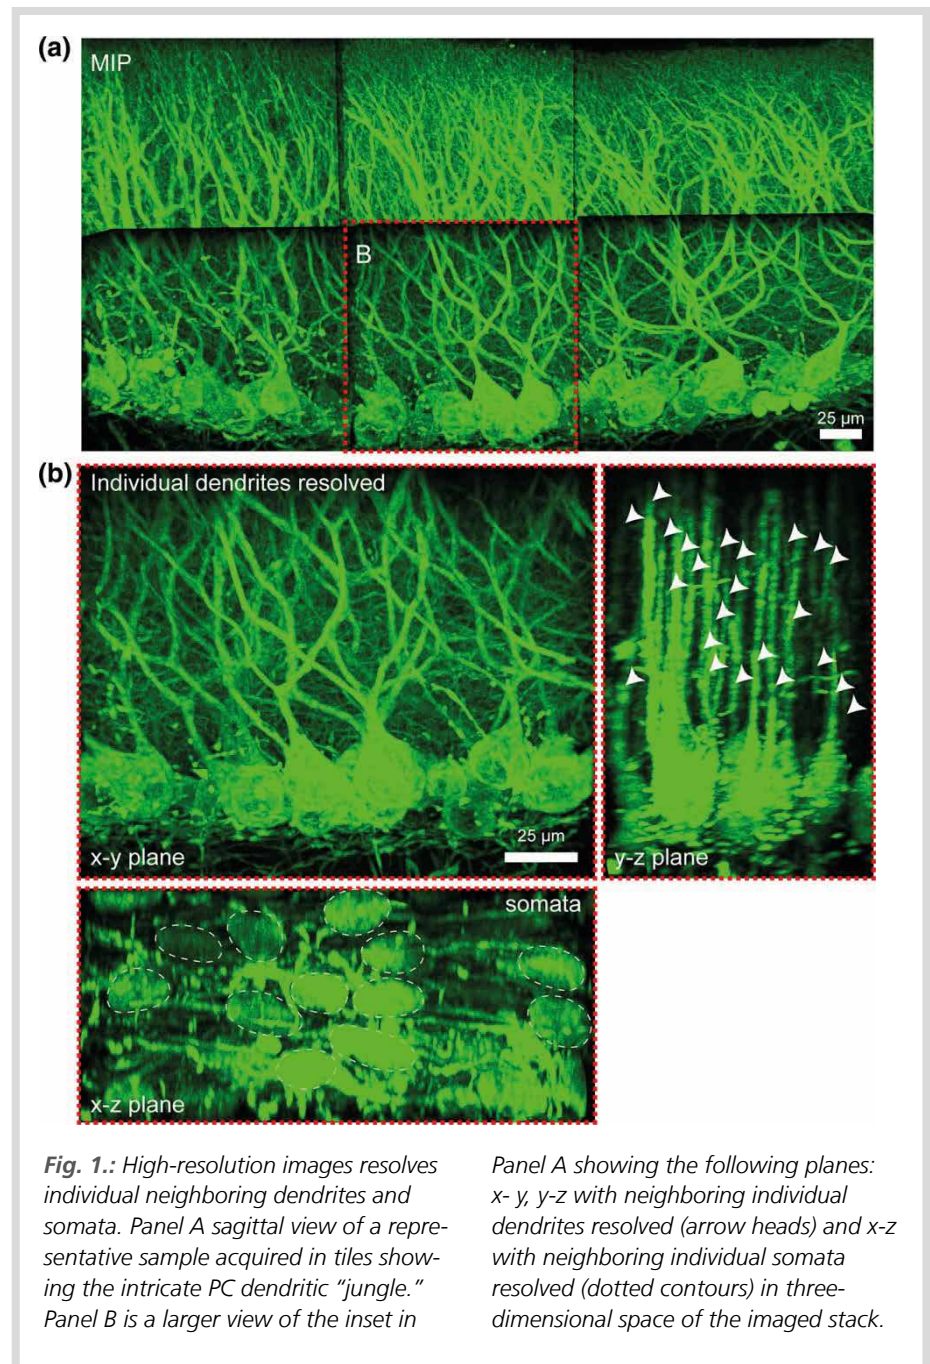 (a)
MIP
B
25 µm
(b)
Individual dendrites resolved
x-y plane
25 µm
y-z plane
somata
x-z plane
Fig. 1.: High-resolution images resolves
individual neighboring dendrites and
somata. Panel A sagittal view of a repre-
sentative sample acquired in tiles show-
ing the intricate PC dendritic “jungle.”
Panel B is a larger view of the inset in
Panel A showing the following planes:
x- y, y-z with neighboring individual
dendrites resolved (arrow heads) and x-z
with neighboring individual somata
resolved (dotted contours) in three-
dimensional space of the imaged stack.